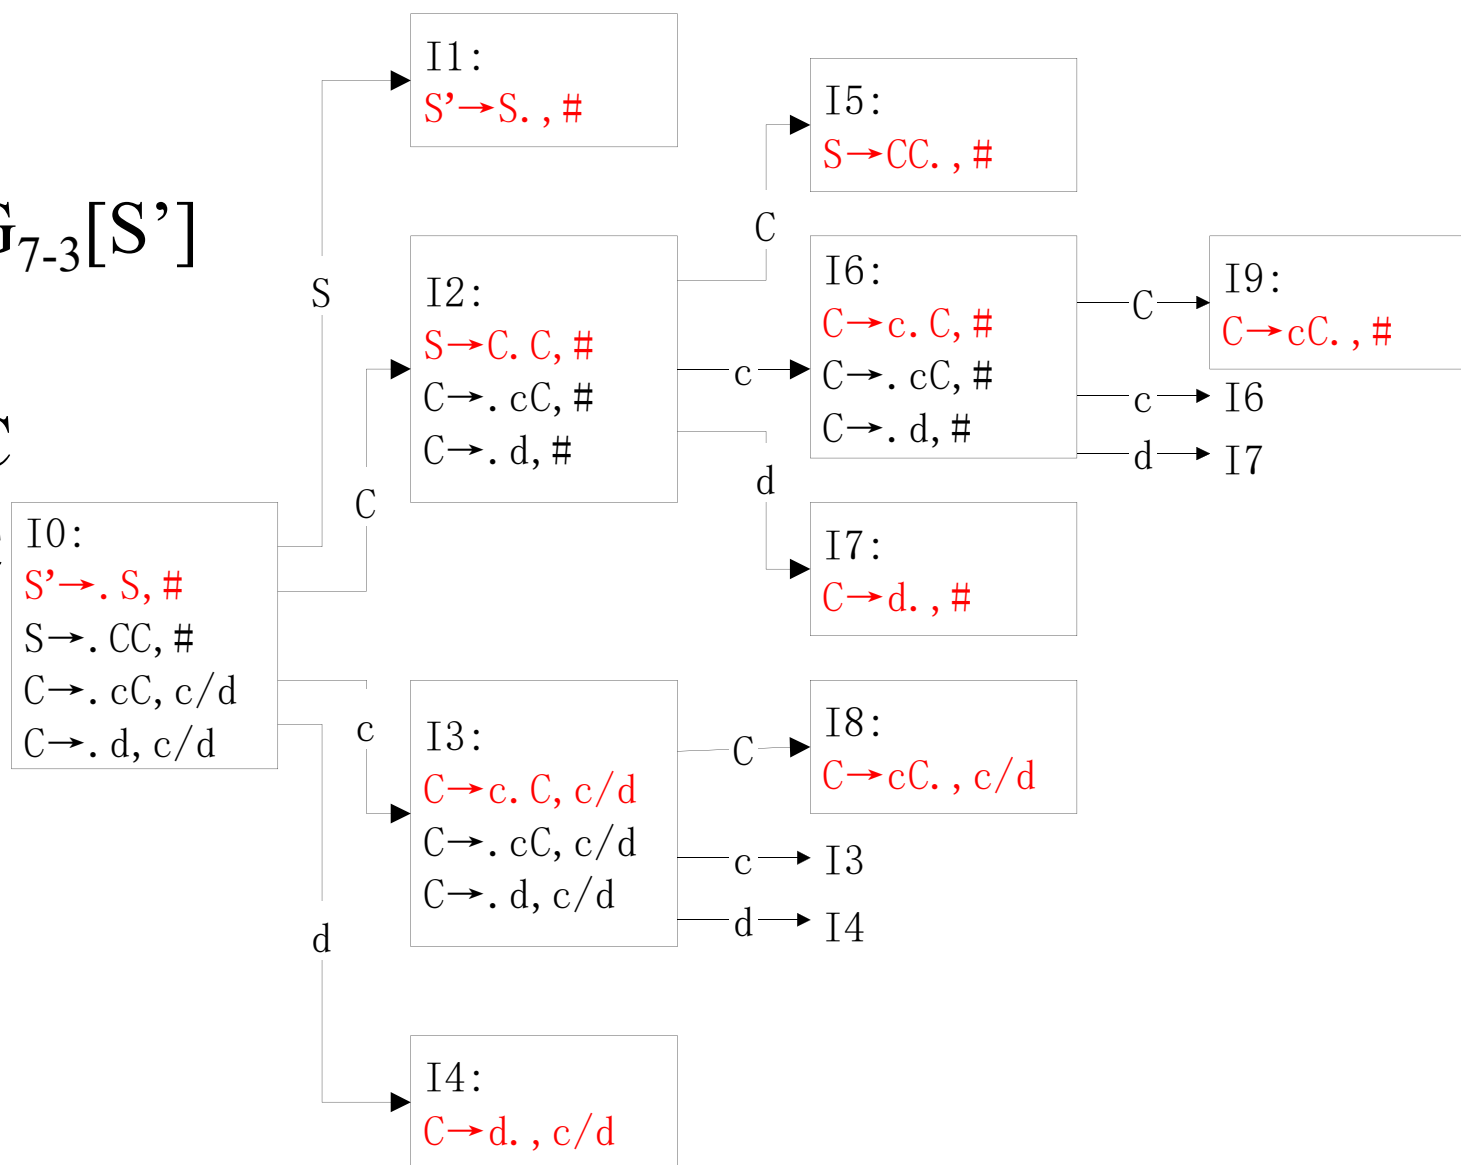 I1:
S’→S.,#
I5:
S→CC.,#
G7-3[S’]
S
C
I2:
S→C.C,#
C→.cC,#
C→.d,#
c
I6:
C→c.C,#
C→.cC,#
C→.d,#
C
I9:
C→cC.,#
c
I6
d
I7
C
C
d
I7:
C→d.,#
I0:
S’→.S,#
S→.CC,#
C→.cC,c/d
C→.d,c/d
c
I3:
C→c.C,c/d
C→.cC,c/d
C→.d,c/d
C
I8:
C→cC.,c/d
c
I3
d
I4
d
I4:
C→d.,c/d